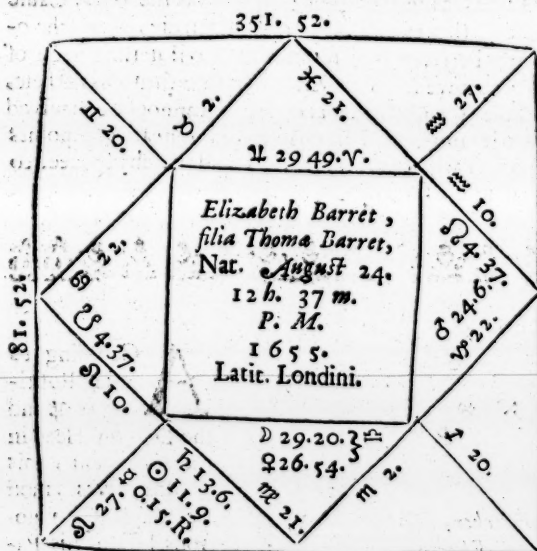 351. 52.
♊ 20.
♉ 2.
♓ 21.
♒ 27.
♃ 29 49. ♈.
♒ 10.
☊ 4. 37.
♂ 24. 6.
♑ 22.
Elizabeth Barret,
filia Thomæ Barret,
Nat. August 24.
12 h. 37 m.
P. M.
1655.
Latit. Londini.
81. 52.
♋ 22.
☋ 4. 37.
♌ 10.
♌ 27.
0. 15. R.
☉ 11. 9.
♄ 13. 6.
♍ 21.
☽ 29. 20. } ♎
♀ 26. 54.
♏ 2.
♐ 20.